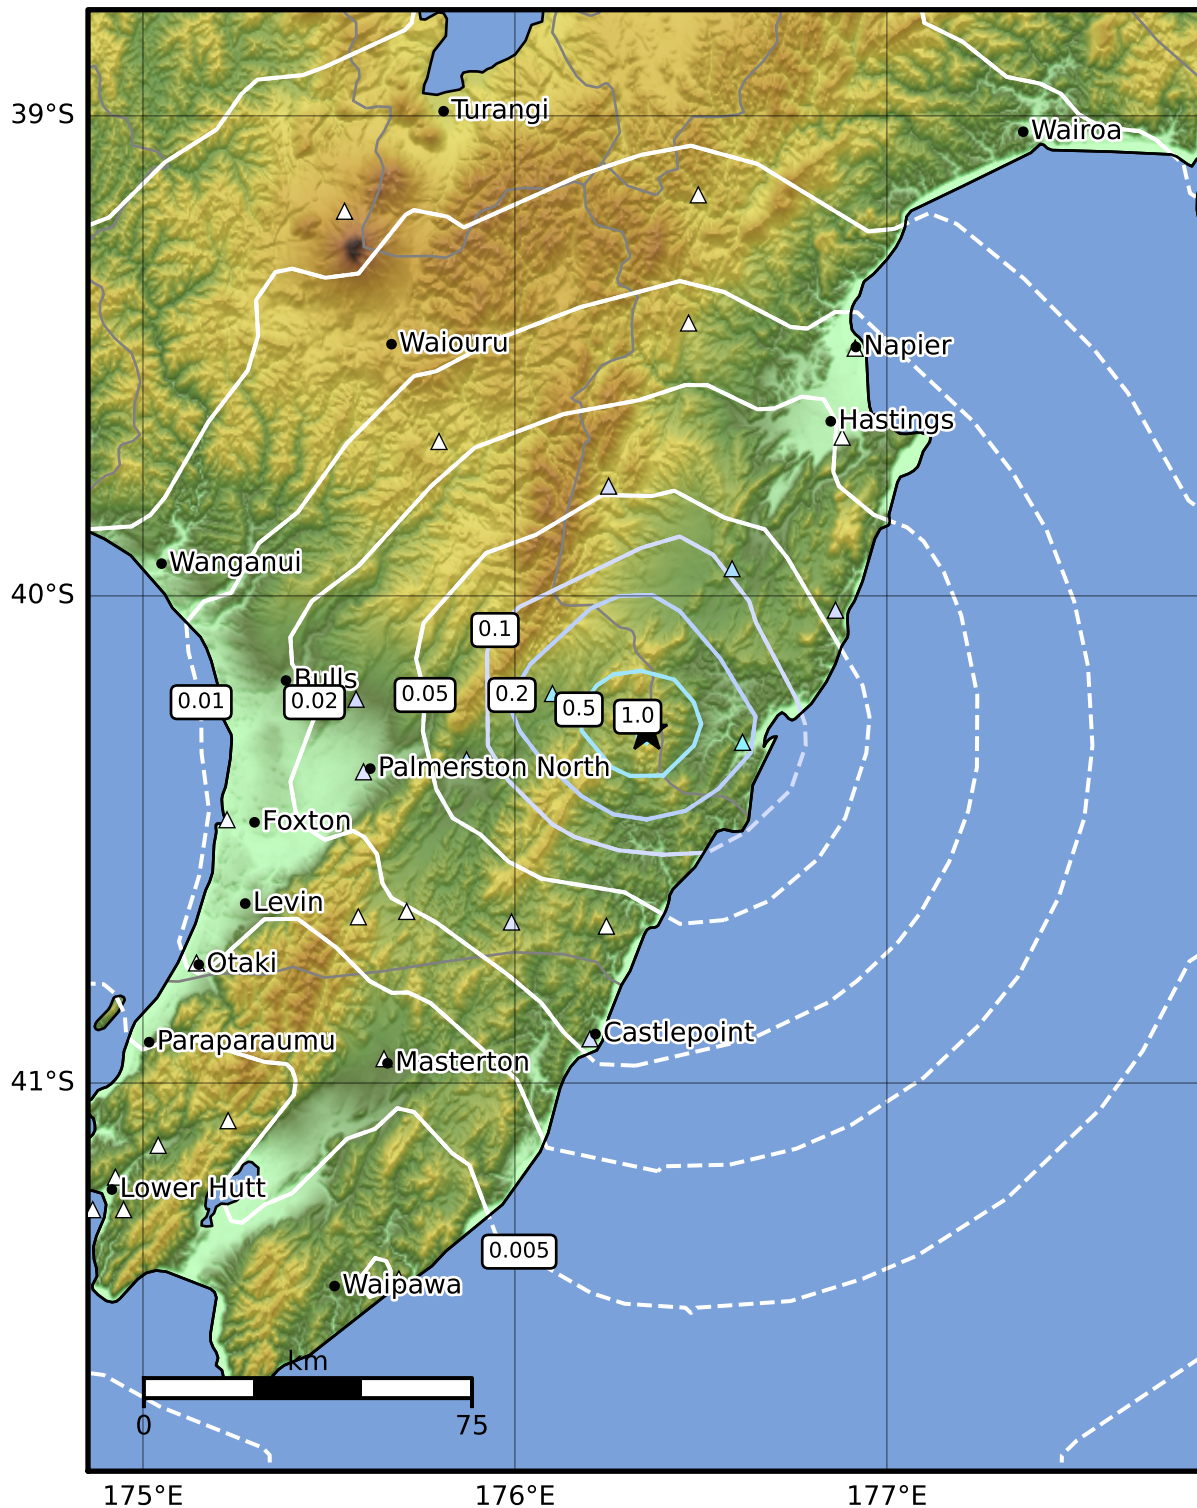 Turangi
39°S
Wairoa
Waiouru
Napier
Hastings
Wanganui
40°S
0.1
Bulls
0.01
0.02
0.05
0.2
0.5
1.0
Palmerston North
Foxton
Levin
Otaki
Castlepoint
Paraparaumu
Masterton
41°S
Lower Hutt
0.005
Waipawa
km
0
75
175°E
176°E
177°E